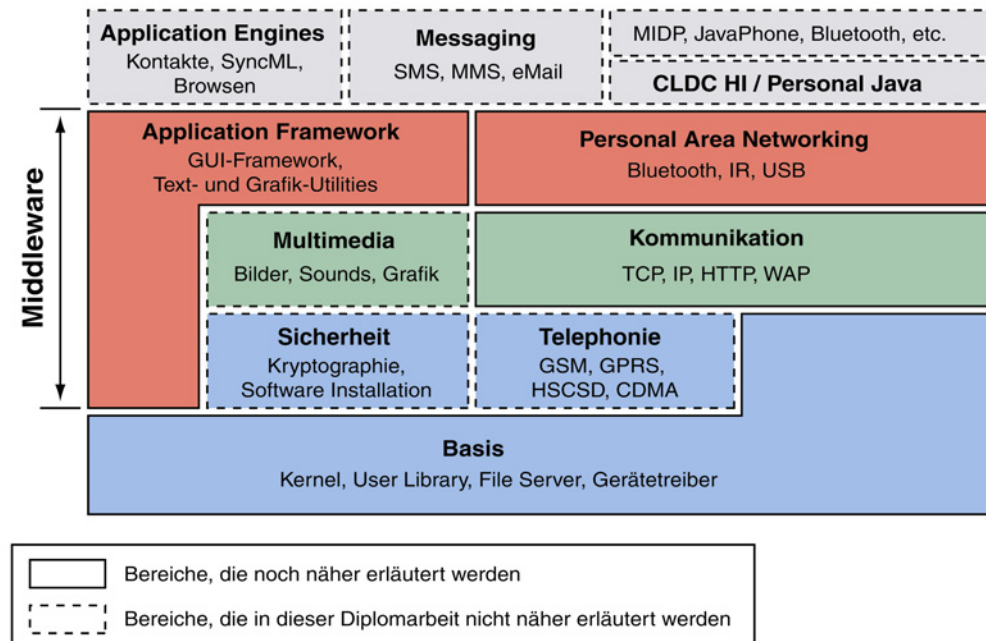 Application Engines
Kontakte, SyncML,
Browsen
Messaging
SMS, MMS, eMail
MIDP, JavaPhone, Bluetooth, etc.
CLDC HI / Personal Java
Middleware
Application Framework
GUI-Framework,
Text- und Grafik-Utilities
Personal Area Networking
Bluetooth, IR, USB
Multimedia
Bilder, Sounds, Grafik
Kommunikation
TCP, IP, HTTP, WAP
Sicherheit
Kryptographie,
Software Installation
Telephonie
GSM, GPRS,
HSCSD, CDMA
Basis
Kernel, User Library, File Server, Gerätetreiber
Bereiche, die noch näher erläutert werden
Bereiche, die in dieser Diplomarbeit nicht näher erläutert werden